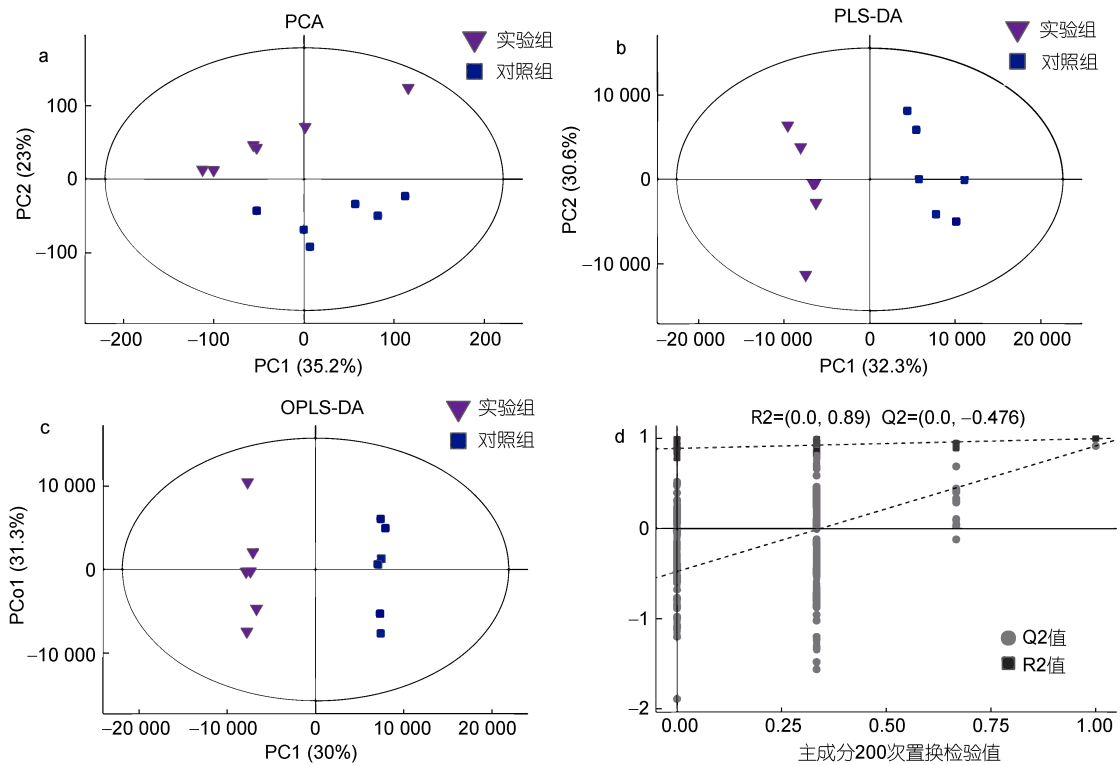 PCA
a
实验组
对照组
100
0
−100
PC2 (23%)
−200
−100
0
100
200
PC1 (35.2%)
PLS-DA
b
实验组
对照组
10 000
0
−10 000
PC2 (30.6%)
−20 000
−10 000
0
10 000
20 000
PC1 (32.3%)
OPLS-DA
c
实验组
对照组
10 000
0
−10 000
PCo1 (31.3%)
−20 000
−10 000
0
10 000
20 000
PC1 (30%)
R2=(0.0, 0.89) Q2=(0.0, −0.476)
d
1
0
−1
−2
Q2值
R2值
0.00
0.25
0.50
0.75
1.00
主成分200次置换检验值